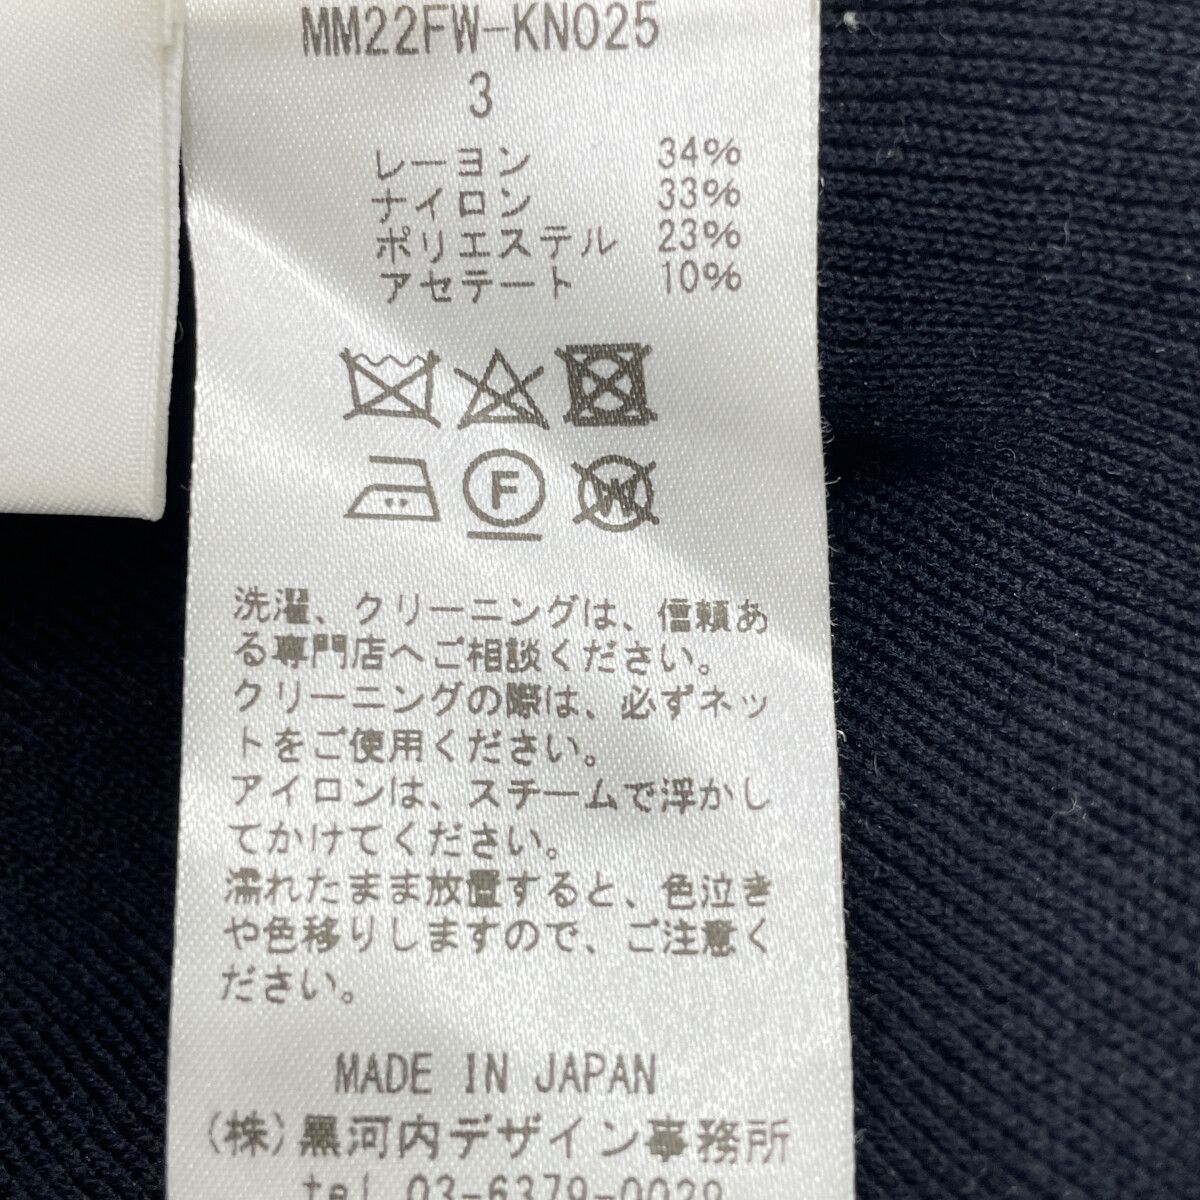 MM22FW-KN025
3
レーヨン 34%
ナイロン 33%
ポリエステル 23%
アセテート 10%
F W
洗濯、クリーニングは、信頼あ
る専門店へご相談ください。
クリーニングの際は、必ずネッ
トをご使用ください。
アイロンは、スチームで浮かし
てかけてください。
濡れたまま放置すると、色泣き
や色移りしますので、ご注意く
ださい。
MADE IN JAPAN
(株)黒河内デザイン事務所
tel 03-6379-0029